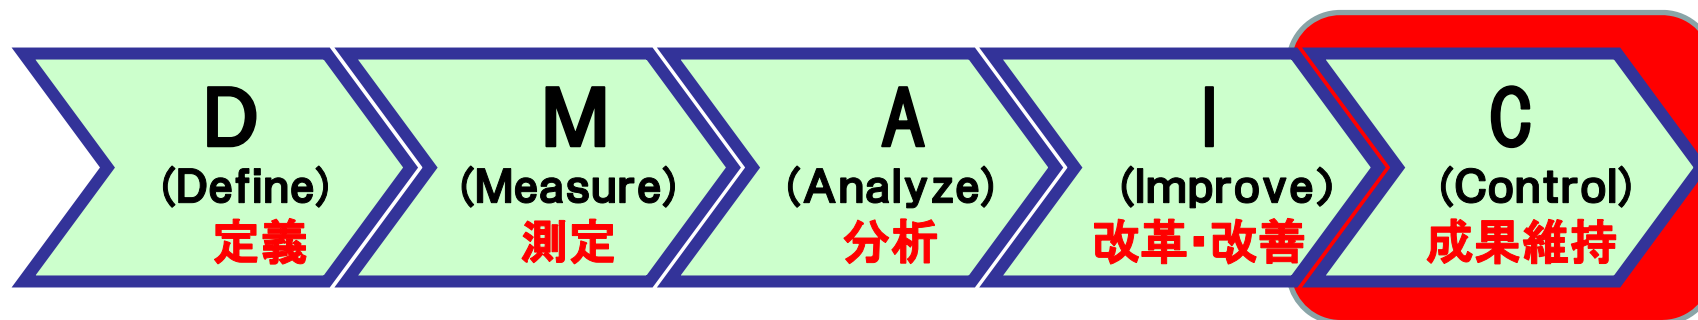 D
(Define)
定義
M
(Measure)
測定
A
(Analyze)
分析
I
(Improve)
改革・改善
C
(Control)
成果維持